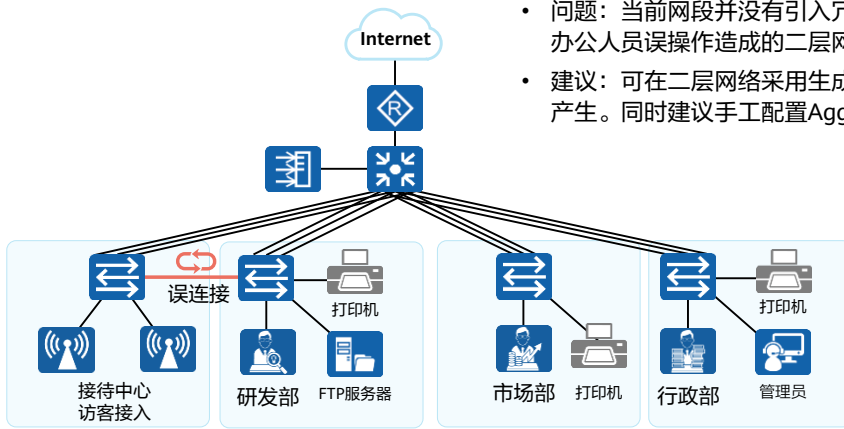 • 问题：当前网段并没有引入
办公人员误操作造成的二层网
• 建议：可在二层网络采用生成
产生。同时建议手工配置Agg
Internet
R
误连接
打印机
打印机
接待中心
访客接入
研发部
FTP服务器
市场部
打印机
行政部
管理员